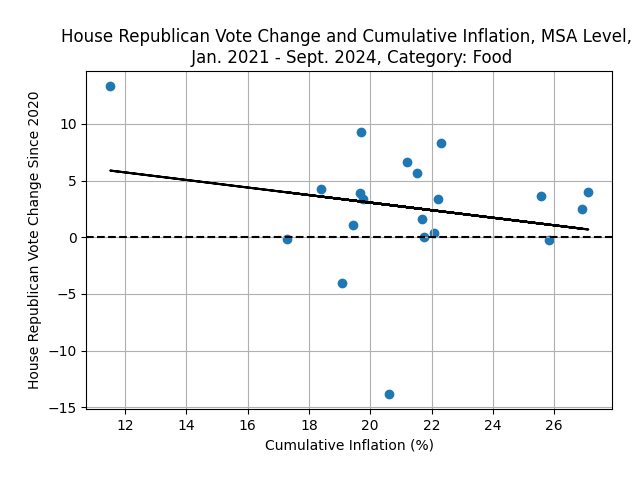 House Republican Vote Change and Cumulative Inflation, MSA Level,
Jan. 2021 - Sept. 2024, Category: Food
House Republican Vote Change Since 2020
10
5
0
−5
−10
−15
12 14 16 18 20 22 24 26
Cumulative Inflation (%)